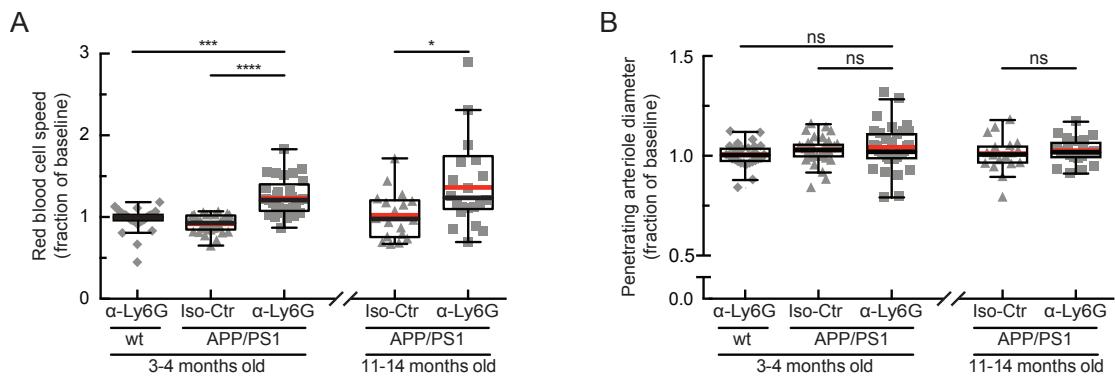 A
Red blood cell speed
(fraction of baseline)
3
2
1
0
***
****
*
α-Ly6G
Iso-Ctr
α-Ly6G
Iso-Ctr
α-Ly6G
wt
APP/PS1
APP/PS1
3-4 months old
11-14 months old
B
Penetrating arteriole diameter
(fraction of baseline)
1.5
1.0
0.5
0.0
ns
ns
ns
α-Ly6G
Iso-Ctr
α-Ly6G
Iso-Ctr
α-Ly6G
wt
APP/PS1
APP/PS1
3-4 months old
11-14 months old